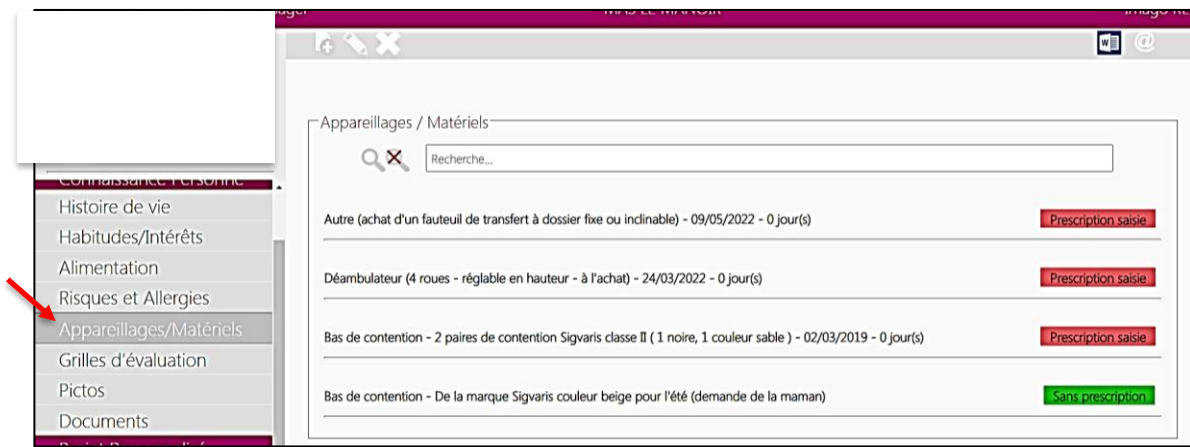 MAS LE MANOIR
Appareillages / Matériels
Recherche...
Connaissance Personne
Histoire de vie
Habitudes/Intérêts
Alimentation
Risques et Allergies
Appareillages/Matériels
Grilles d'évaluation
Pictos
Documents
Autre (achat d'un fauteuil de transfert à dossier fixe ou inclinable) - 09/05/2022 - 0 jour(s) Prescription saisie
Déambulateur (4 roues - réglable en hauteur - à l'achat) - 24/03/2022 - 0 jour(s) Prescription saisie
Bas de contention - 2 paires de contention Sigvaris classe II ( 1 noire, 1 couleur sable ) - 02/03/2019 - 0 jour(s) Prescription saisie
Bas de contention - De la marque Sigvaris couleur beige pour l'été (demande de la maman) Sans prescription